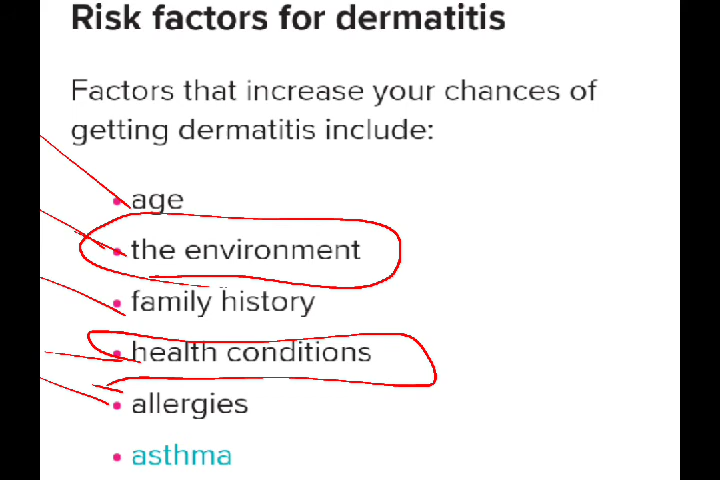 Risk factors for dermatitis
Factors that increase your chances of
getting dermatitis include:
• age
• the environment
• family history
• health conditions
• allergies
• asthma